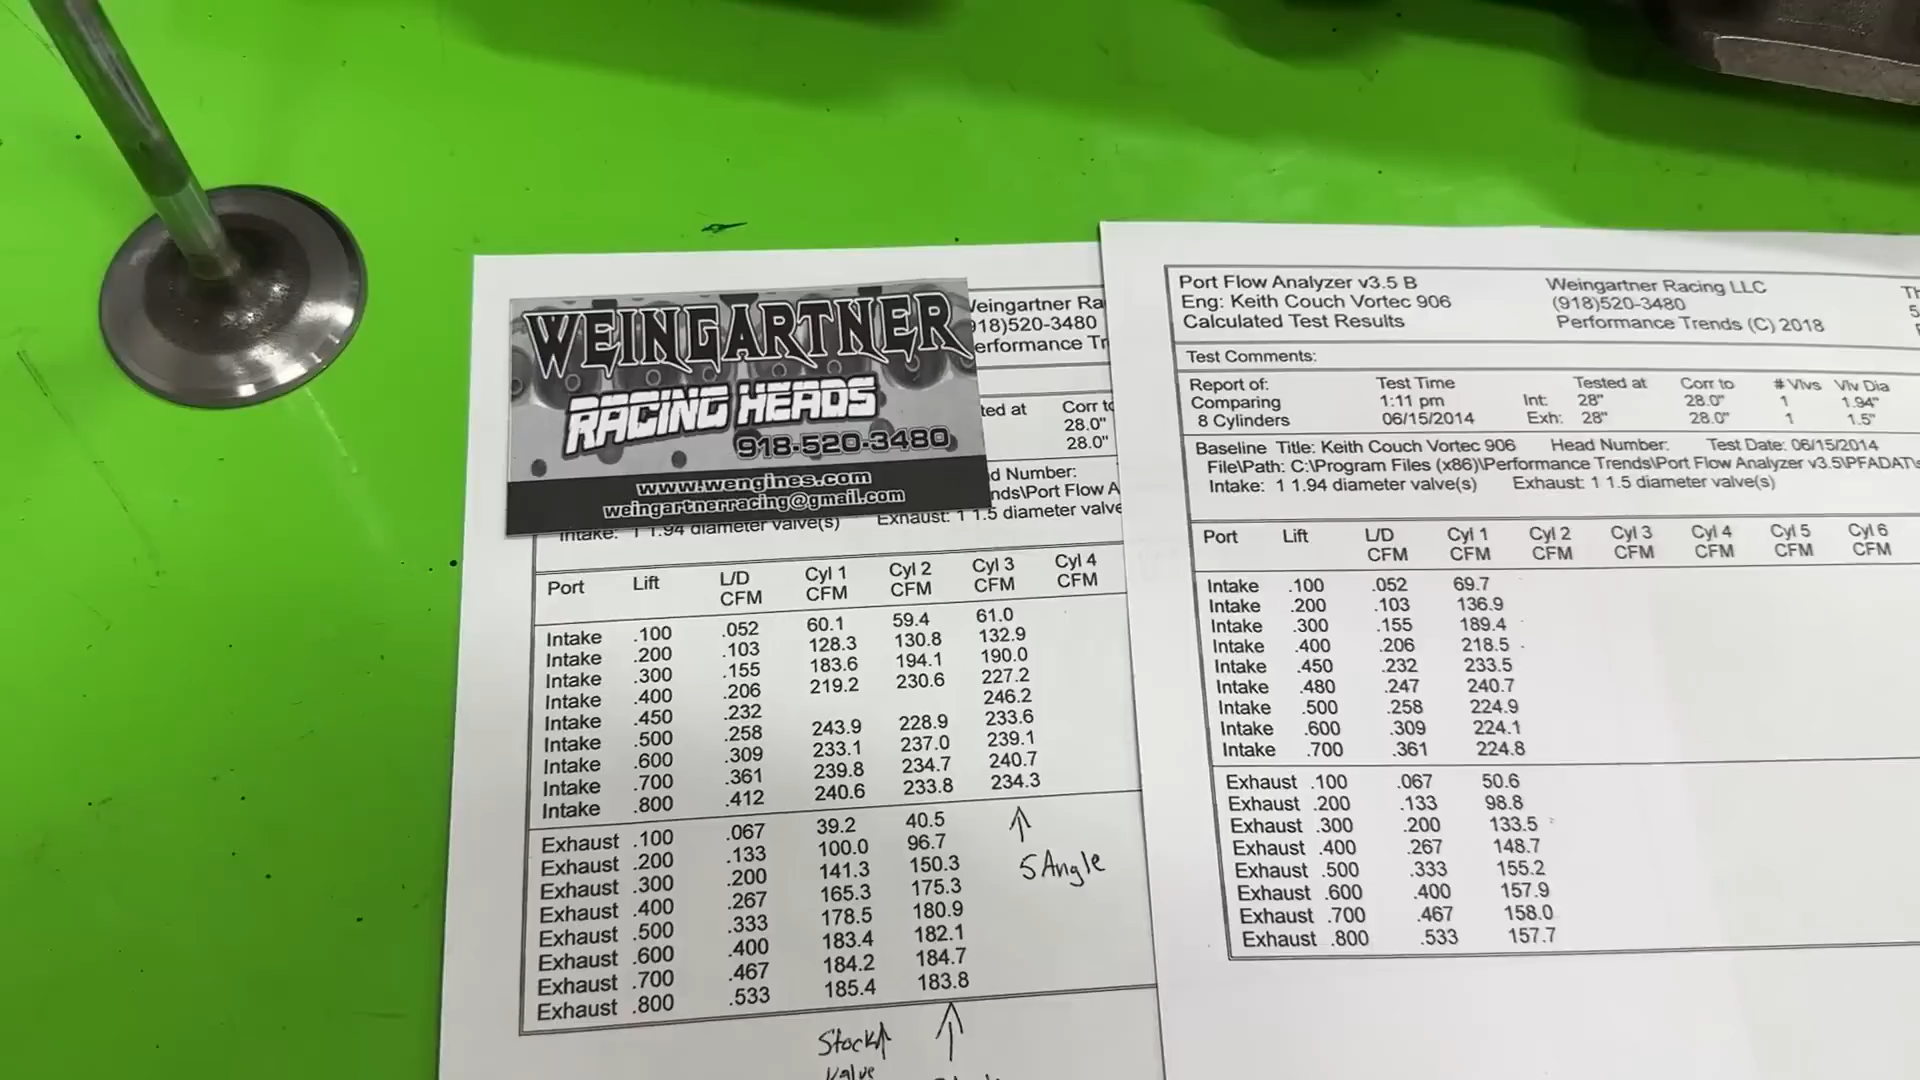 WEINGARTNER
RACING HEADS
918-520-3480
www.wengines.com
weingartnerracing@gmail.com
Weingartner Ra
918)520-3480
erformance Tr
ted at Corr to
28.0"
28.0"
d Number:
nds\Port Flow A
Intake: 1 1.94 diameter valve(s) Exhaust: 1 1.5 diameter valve
Port Lift L/D CFM Cyl 1 CFM Cyl 2 CFM Cyl 3 CFM Cyl 4 CFM
Intake .100 .052 60.1 59.4 61.0
Intake .200 .103 128.3 130.8 132.9
Intake .300 .155 183.6 194.1 190.0
Intake .400 .206 219.2 230.6 227.2
Intake .450 .232 246.2
Intake .500 .258 243.9 228.9 233.6
Intake .600 .309 233.1 237.0 239.1
Intake .700 .361 239.8 234.7 240.7
Intake .800 .412 240.6 233.8 234.3
Exhaust .100 .067 39.2 40.5
Exhaust .200 .133 100.0 96.7
Exhaust .300 .200 141.3 150.3
Exhaust .400 .267 165.3 175.3
Exhaust .500 .333 178.5 180.9
Exhaust .600 .400 183.4 182.1
Exhaust .700 .467 184.2 184.7
Exhaust .800 .533 185.4 183.8
5 Angle
Stock
Valve
Port Flow Analyzer v3.5 B Weingartner Racing LLC Th
Eng: Keith Couch Vortec 906 (918)520-3480
Calculated Test Results Performance Trends (C) 2018
Test Comments:
Report of: Test Time Tested at Corr to # Vlvs Vlv Dia
Comparing 1:11 pm Int: 28" 28.0" 1 1.94"
8 Cylinders 06/15/2014 Exh: 28" 28.0" 1 1.5"
Baseline Title: Keith Couch Vortec 906 Head Number: Test Date: 06/15/2014
File\Path: C:\Program Files (x86)\Performance Trends\Port Flow Analyzer v3.5\PFADAT\
Intake: 1 1.94 diameter valve(s) Exhaust: 1 1.5 diameter valve(s)
Port Lift L/D CFM Cyl 1 CFM Cyl 2 CFM Cyl 3 CFM Cyl 4 CFM Cyl 5 CFM Cyl 6 CFM
Intake .100 .052 69.7
Intake .200 .103 136.9
Intake .300 .155 189.4
Intake .400 .206 218.5
Intake .450 .232 233.5
Intake .480 .247 240.7
Intake .500 .258 224.9
Intake .600 .309 224.1
Intake .700 .361 224.8
Exhaust .100 .067 50.6
Exhaust .200 .133 98.8
Exhaust .300 .200 133.5
Exhaust .400 .267 148.7
Exhaust .500 .333 155.2
Exhaust .600 .400 157.9
Exhaust .700 .467 158.0
Exhaust .800 .533 157.7